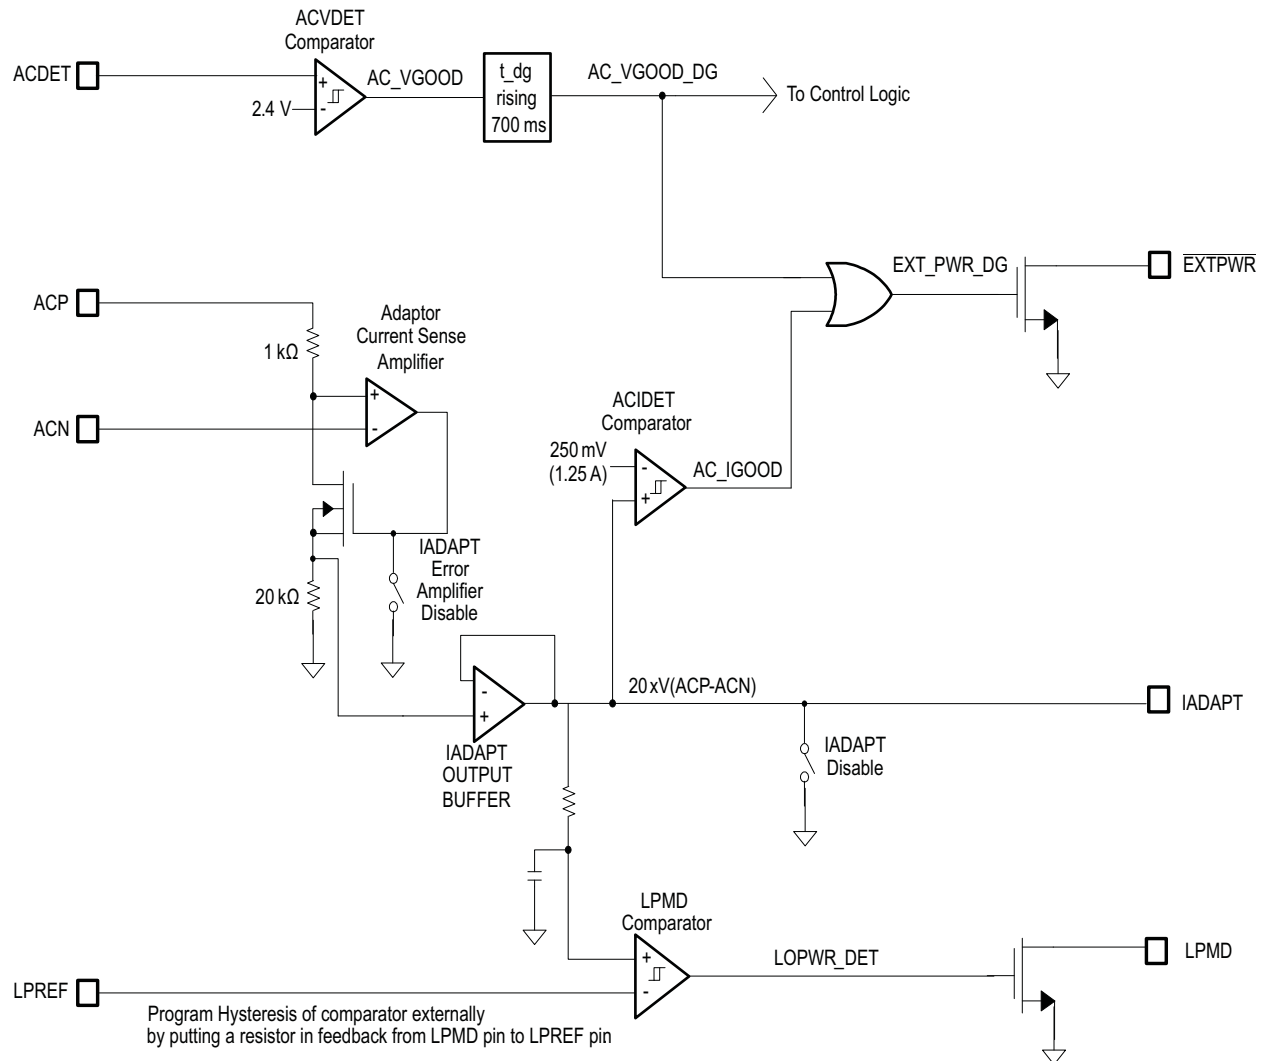 ACVDET
Comparator
ACDET
+
-
2.4 V
AC_VGOOD
t_dg
rising
700 ms
AC_VGOOD_DG
To Control Logic
EXT_PWR_DG
EXTPWR
ACP
1 kΩ
Adaptor
Current Sense
Amplifier
+
-
ACN
ACIDET
Comparator
250 mV
(1.25 A)
-
+
AC_IGOOD
IADAPT
Error
Amplifier
Disable
20 kΩ
-
+
IADAPT
OUTPUT
BUFFER
20 xV(ACP-ACN)
IADAPT
IADAPT
Disable
LPMD
Comparator
+
-
LOPWR_DET
LPMD
LPREF
Program Hysteresis of comparator externally
by putting a resistor in feedback from LPMD pin to LPREF pin